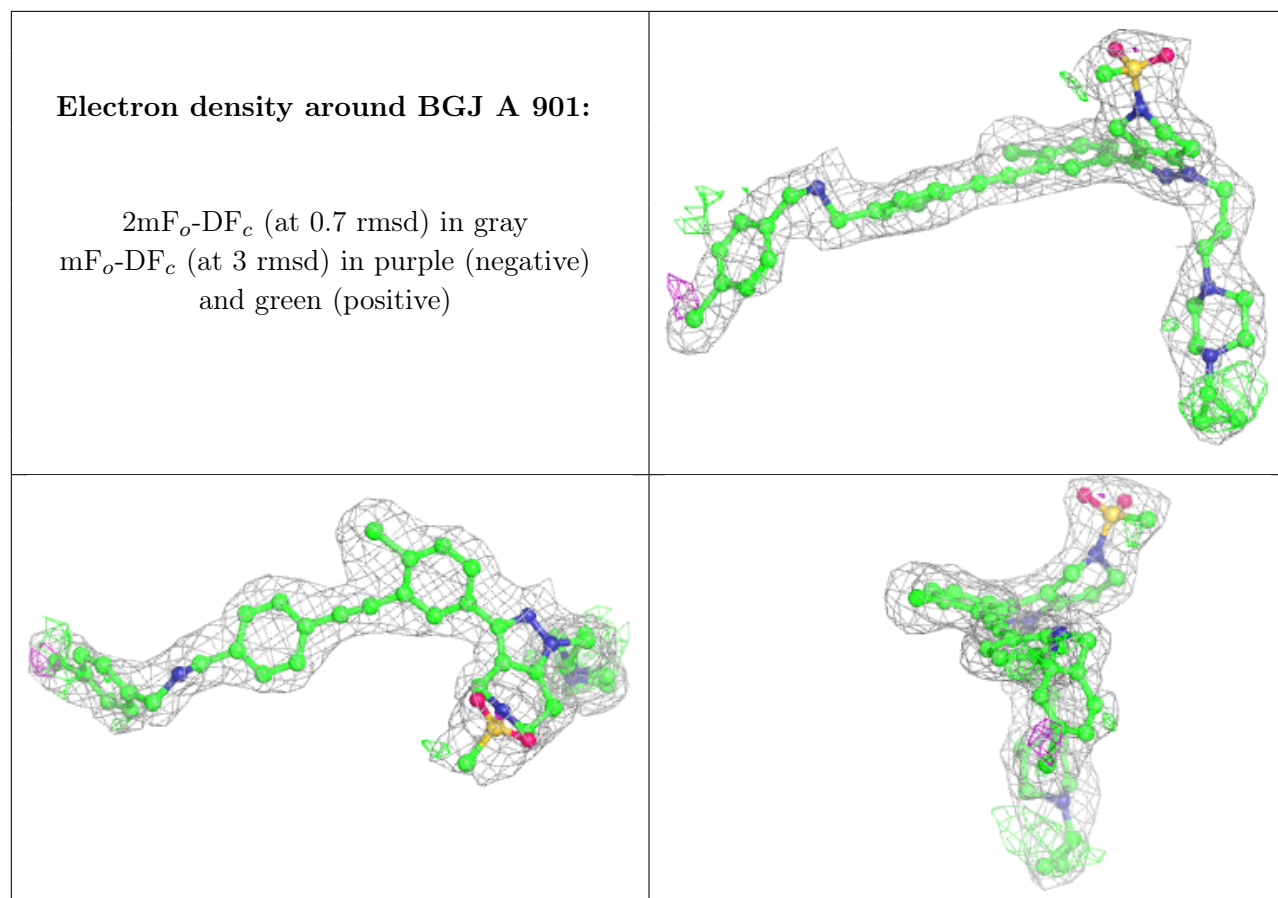 Electron density around BGJ A 901:
2mFo-DFc (at 0.7 rmsd) in gray
mFo-DFc (at 3 rmsd) in purple (negative)
and green (positive)